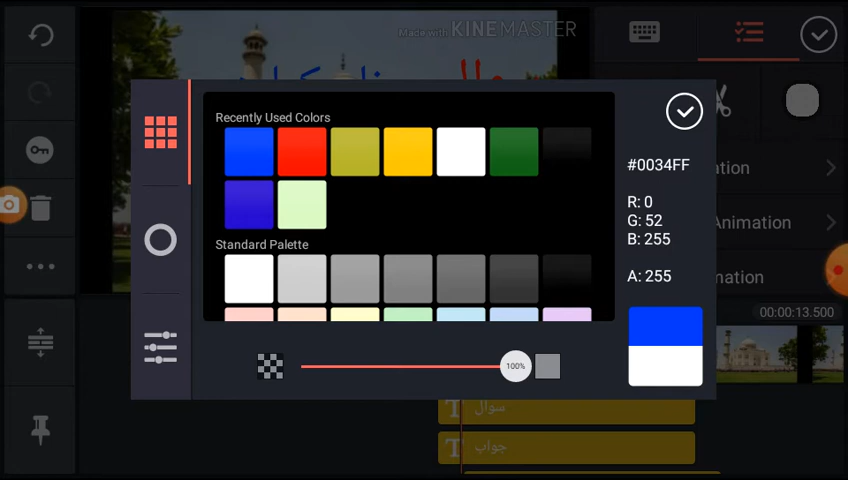 Made with KINEMASTER
Recently Used Colors
Standard Palette
100%
#0034FF
R: 0
G: 52
B: 255
A: 255
ation
Animation
mation
00:00:13.500
سوال
جواب